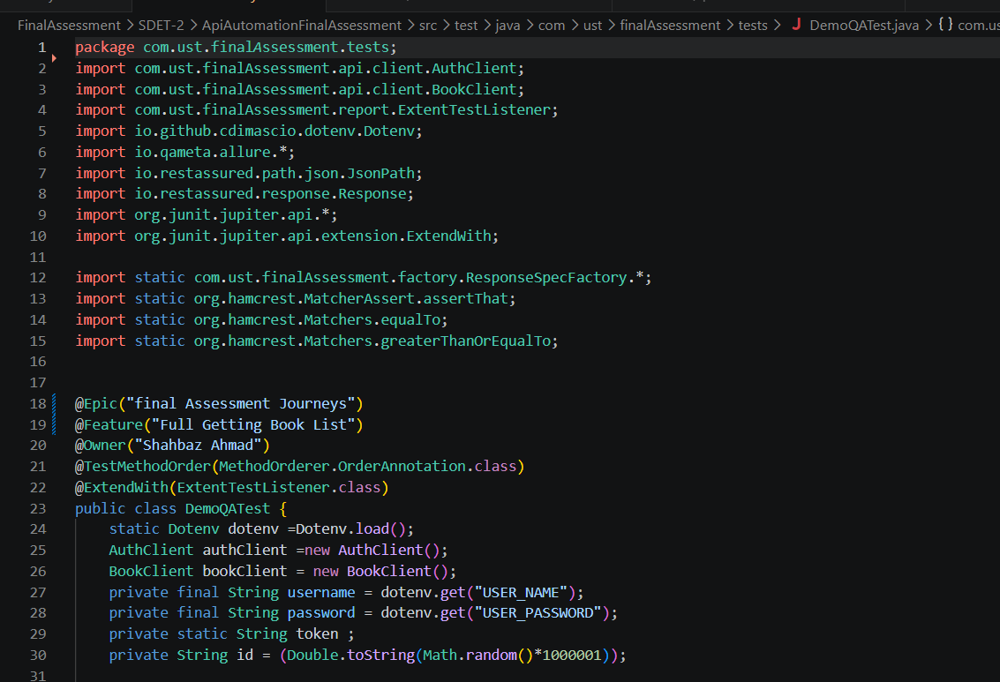 FinalAssessment > SDET-2 > ApiAutomationFinalAssessment > src > test > java > com > ust > finalAssessment > tests > J DemoQATest.java > {} com.us
1 package com.ust.finalAssessment.tests;
2 import com.ust.finalAssessment.api.client.AuthClient;
3 import com.ust.finalAssessment.api.client.BookClient;
4 import com.ust.finalAssessment.report.ExtentTestListener;
5 import io.github.cdimascio.dotenv.Dotenv;
6 import io.qameta.allure.*;
7 import io.restassured.path.json.JsonPath;
8 import io.restassured.response.Response;
9 import org.junit.jupiter.api.*;
10 import org.junit.jupiter.api.extension.ExtendWith;
11
12 import static com.ust.finalAssessment.factory.ResponseSpecFactory.*;
13 import static org.hamcrest.MatcherAssert.assertThat;
14 import static org.hamcrest.Matchers.equalTo;
15 import static org.hamcrest.Matchers.greaterThanOrEqualTo;
16
17
18 @Epic("final Assessment Journeys")
19 @Feature("Full Getting Book List")
20 @Owner("Shahbaz Ahmad")
21 @TestMethodOrder(MethodOrderer.OrderAnnotation.class)
22 @ExtendWith(ExtentTestListener.class)
23 public class DemoQATest {
24 static Dotenv dotenv =Dotenv.load();
25 AuthClient authClient =new AuthClient();
26 BookClient bookClient = new BookClient();
27 private final String username = dotenv.get("USER_NAME");
28 private final String password = dotenv.get("USER_PASSWORD");
29 private static String token ;
30 private String id = (Double.toString(Math.random()*1000001));
31